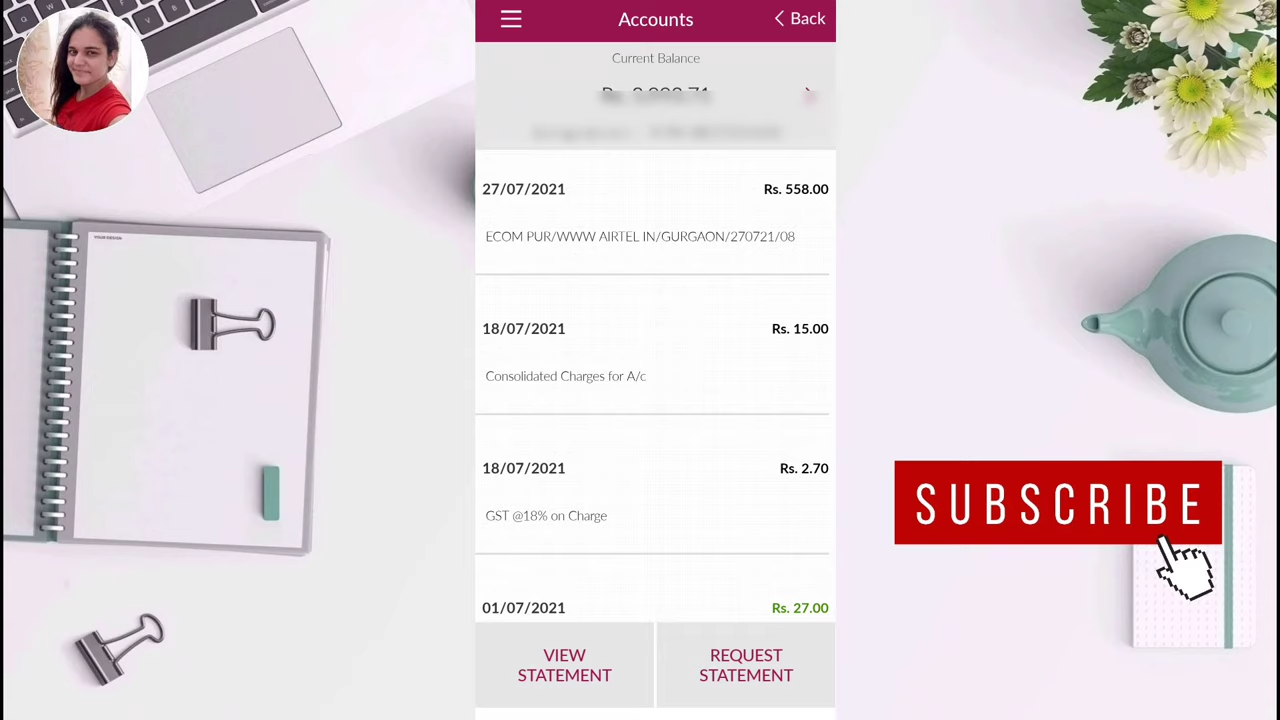 Accounts
Back
Current Balance
27/07/2021
Rs. 558.00
ECOM PUR/WWW AIRTEL IN/GURGAON/270721/08
18/07/2021
Rs. 15.00
Consolidated Charges for A/c
18/07/2021
Rs. 2.70
GST @18% on Charge
01/07/2021
Rs. 27.00
VIEW
STATEMENT
REQUEST
STATEMENT
YOUR DESIGN
SUBSCRIBE